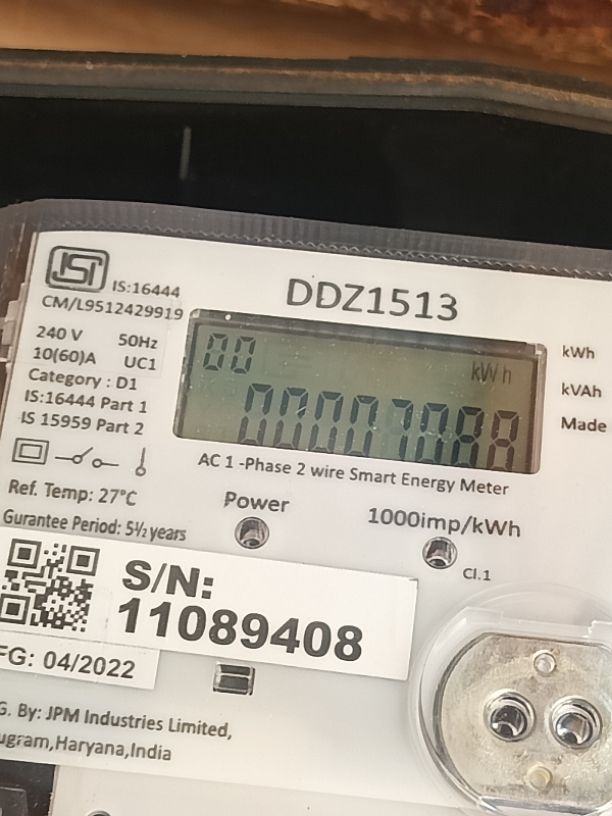 ISI
IS:16444
CM/L9512429919
DDZ1513
240 V 50Hz
10(60)A UC1
Category : D1
IS:16444 Part 1
IS 15959 Part 2
00
kWh
00007088
kWh
kVAh
Made
AC 1 -Phase 2 wire Smart Energy Meter
Ref. Temp: 27°C
Gurantee Period: 5½ years
Power
1000imp/kWh
Cl.1
S/N:
11089408
FG: 04/2022
G. By: JPM Industries Limited,
ugram,Haryana,India